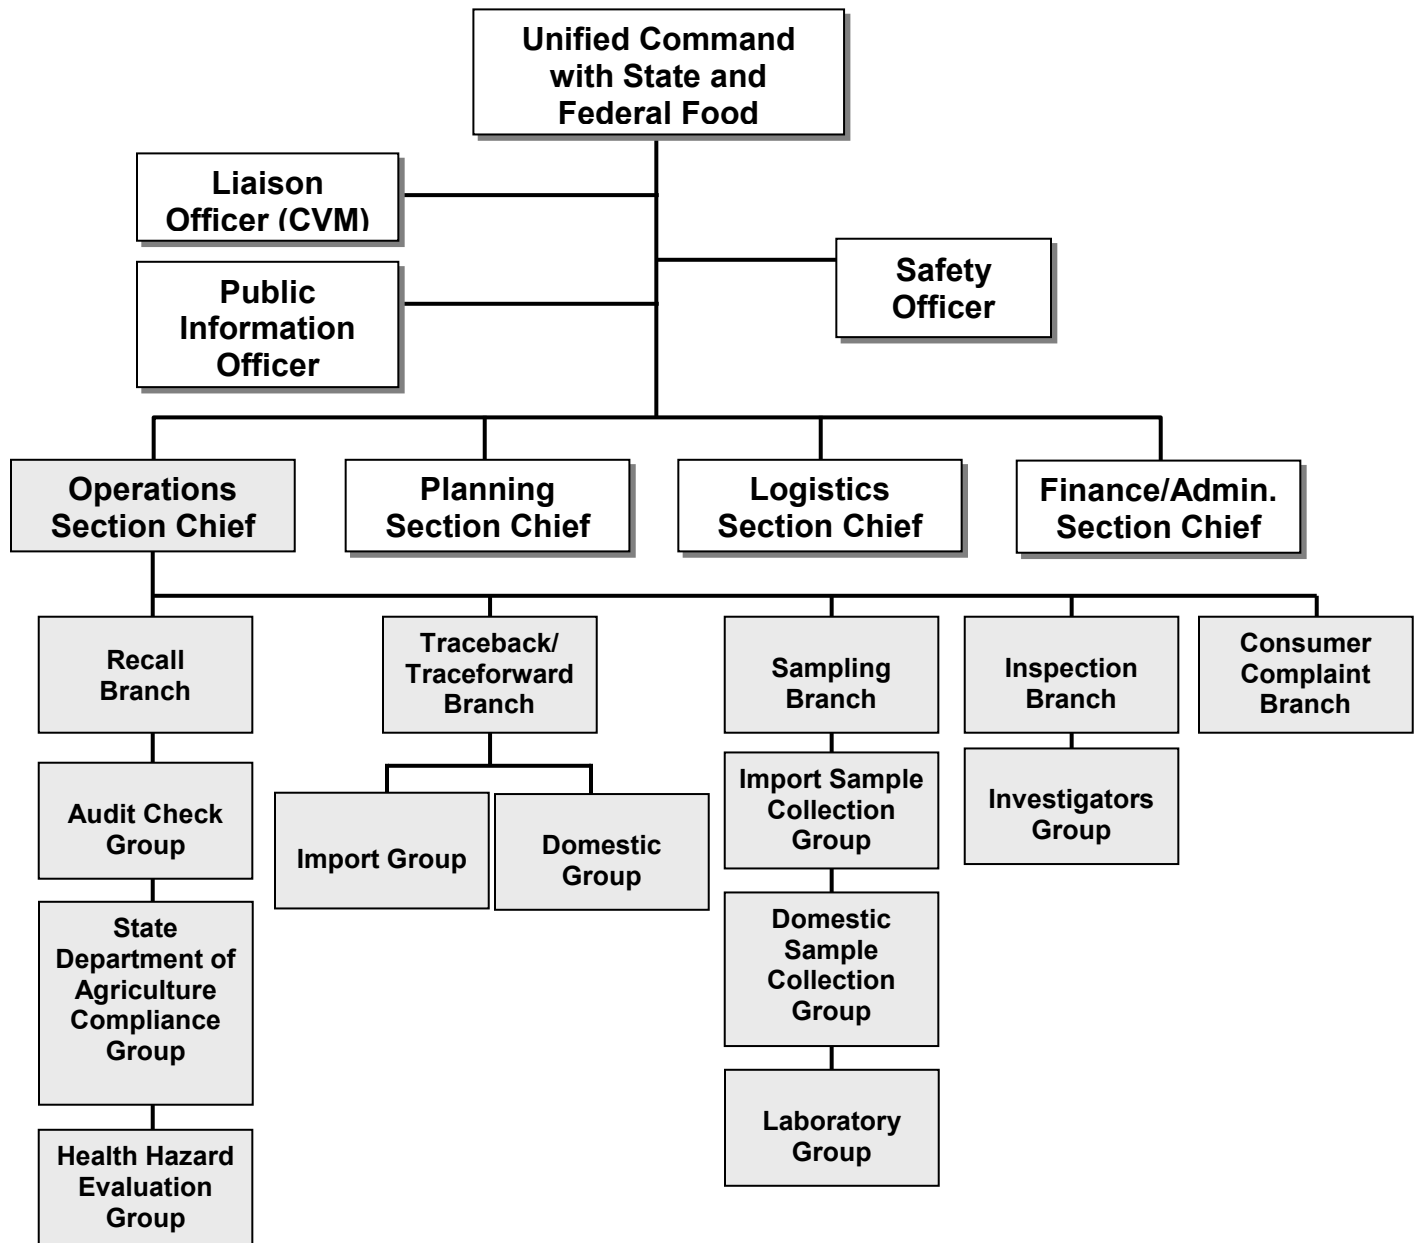 Unified Command
with State and
Federal Food
Liaison
Officer (CVM)
Public
Information
Officer
Safety
Officer
Operations
Section Chief
Planning
Section Chief
Logistics
Section Chief
Finance/Admin.
Section Chief
Recall
Branch
Traceback/
Traceforward
Branch
Sampling
Branch
Inspection
Branch
Consumer
Complaint
Branch
Audit Check
Group
Import Group
Domestic
Group
Import Sample
Collection
Group
Investigators
Group
State
Department of
Agriculture
Compliance
Group
Domestic
Sample
Collection
Group
Health Hazard
Evaluation
Group
Laboratory
Group